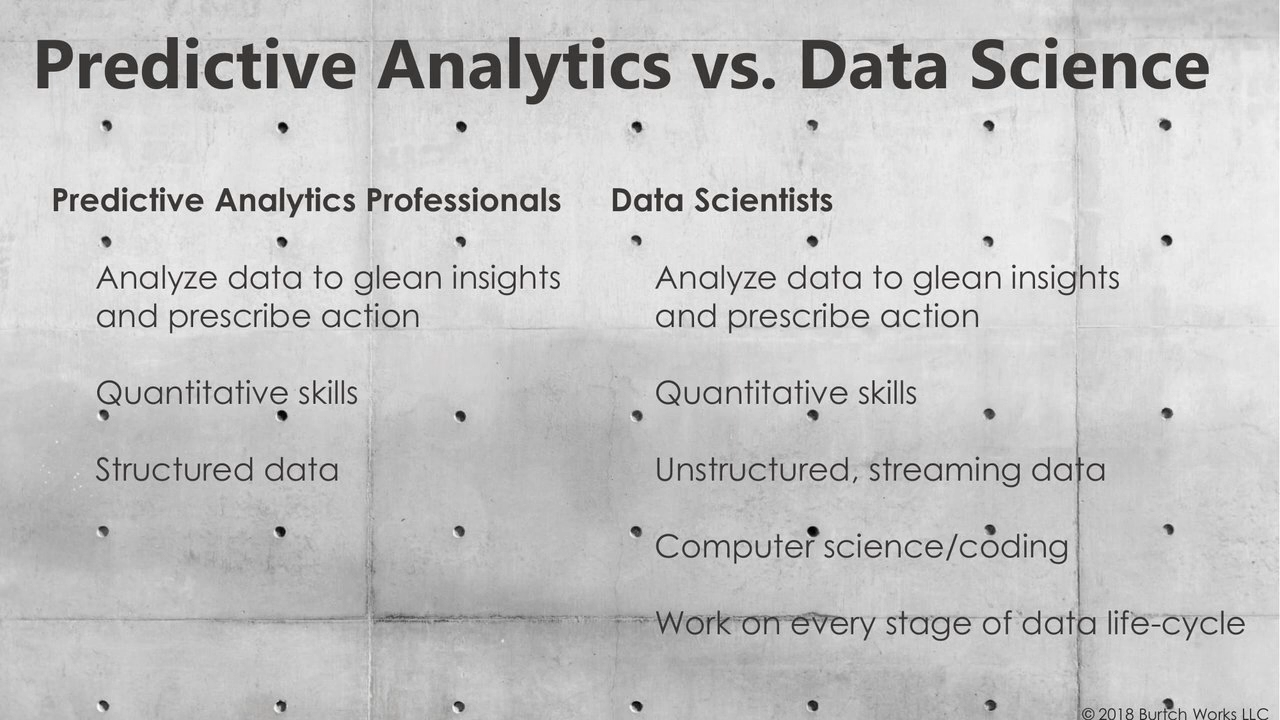 Predictive Analytics vs. Data Science
Predictive Analytics Professionals
Analyze data to glean insights
and prescribe action
Quantitative skills
Structured data
Data Scientists
Analyze data to glean insights
and prescribe action
Quantitative skills
Unstructured, streaming data
Computer science/coding
Work on every stage of data life-cycle
© 2018 Burtch Works LLC